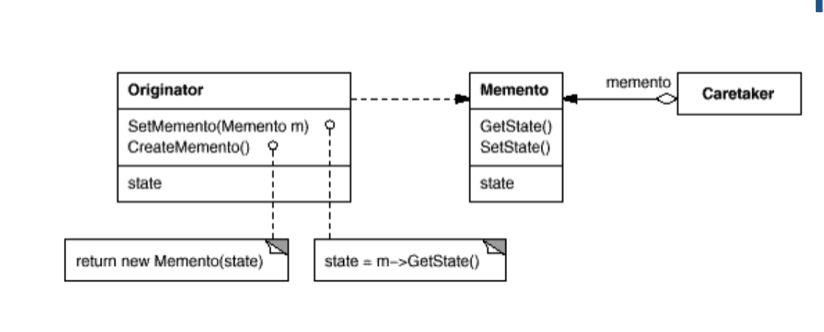 Originator
SetMemento(Memento m)
CreateMemento()
state
Memento
GetState()
SetState()
state
memento
Caretaker
return new Memento(state)
state = m->GetState()